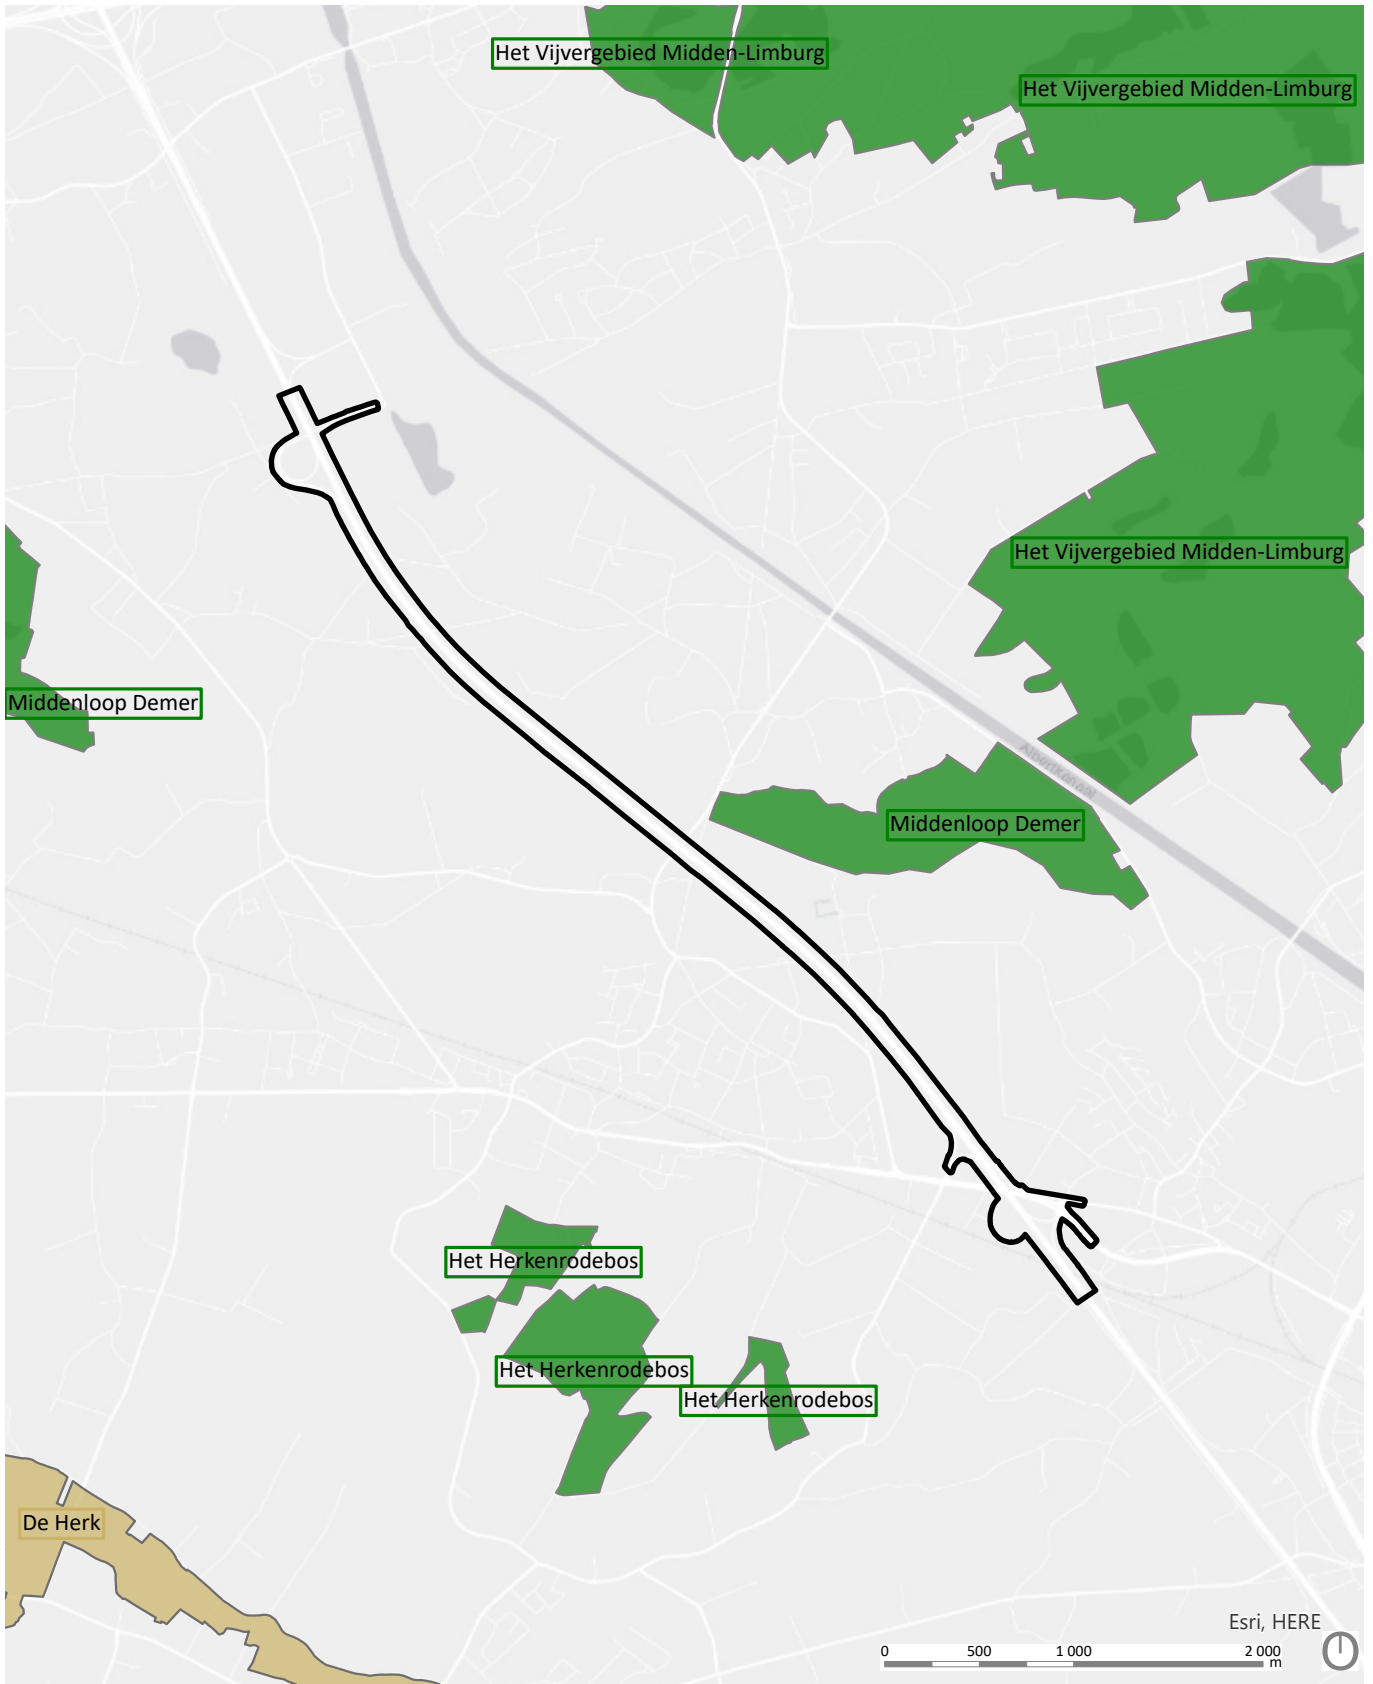 Het Vijvergebied Midden-Limburg
Het Vijvergebied Midden-Limburg
Het Vijvergebied Midden-Limburg
Middenloop Demer
Albertkanaal
Middenloop Demer
Het Herkenrodebos
Het Herkenrodebos
Het Herkenrodebos
De Herk
Esri, HERE
0 500 1 000 2 000
m